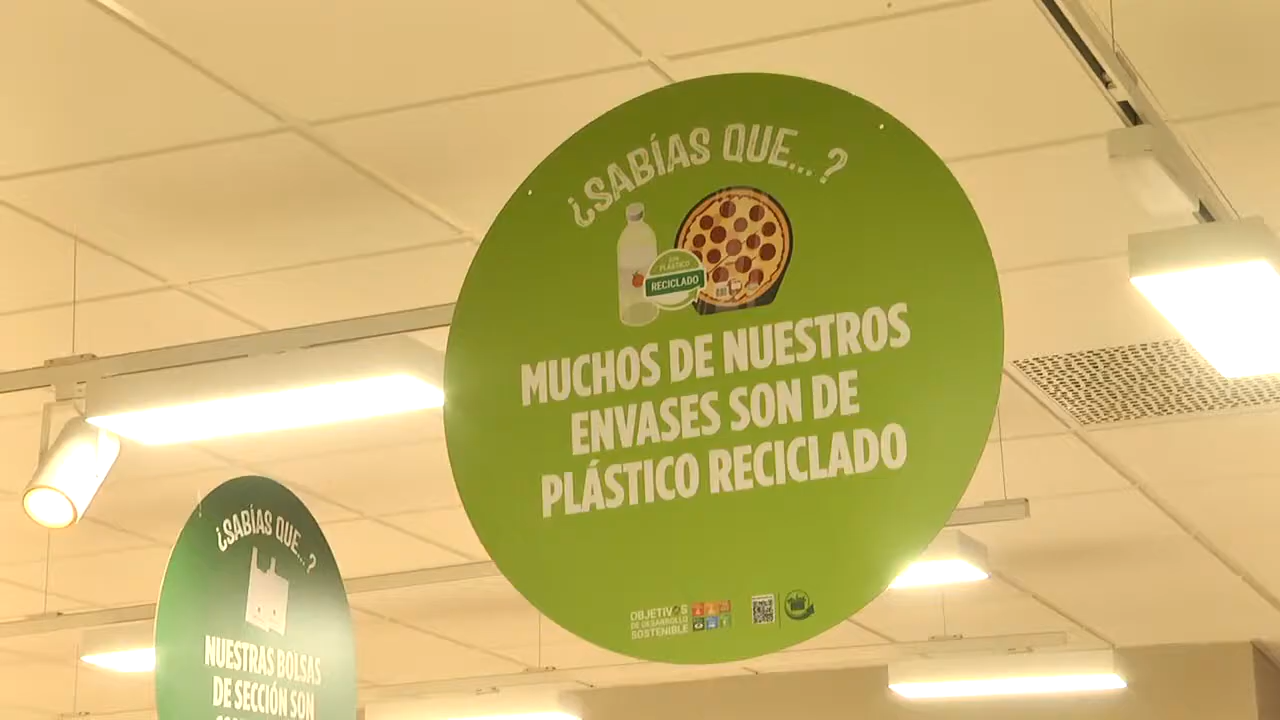 ¿SABÍAS QUE...?
PLÁSTICO
RECICLADO
MUCHOS DE NUESTROS
ENVASES SON DE
PLÁSTICO RECICLADO
OBJETIVOS
DE DESARROLLO
SOSTENIBLE
¿SABÍAS QUE...?
NUESTRAS BOLSAS
DE SECCIÓN SON